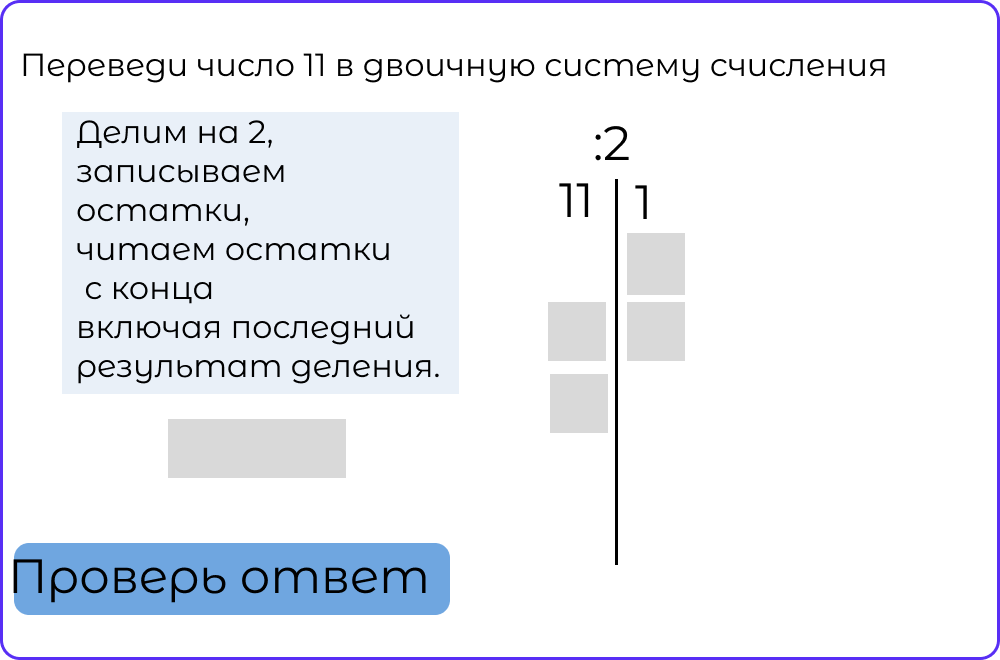 Переведи число 11 в двоичную систему счисления
Делим на 2,
записываем
остатки,
читаем остатки
с конца
включая последний
результат деления.
:2
11 1
Проверь ответ